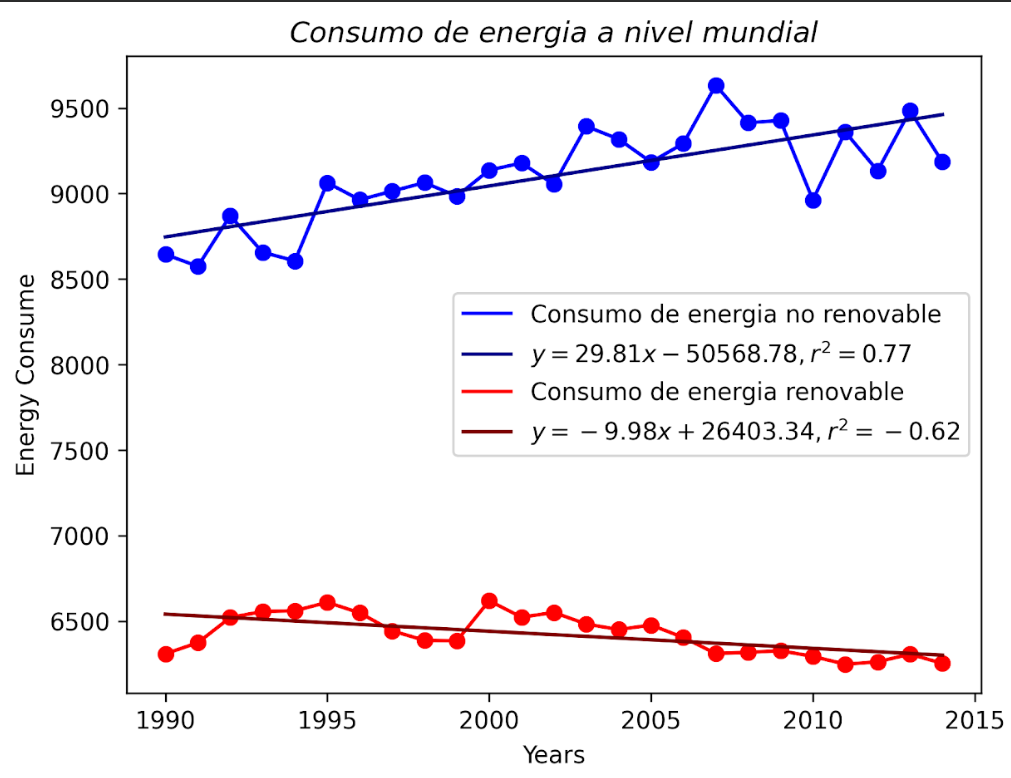 Consumo de energia a nivel mundial
Energy Consume
9500
9000
8500
8000
7500
7000
6500
Consumo de energia no renovable
y = 29.81x − 50568.78, r² = 0.77
Consumo de energia renovable
y = − 9.98x + 26403.34, r² = − 0.62
1990 1995 2000 2005 2010 2015
Years